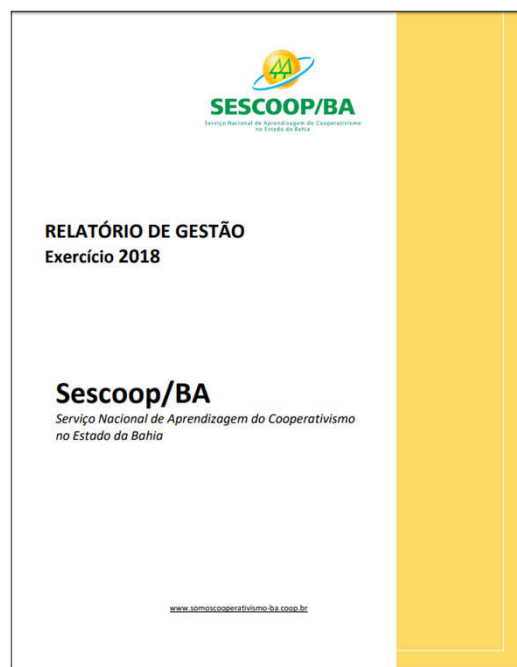 SESCOOP/BA
Serviço Nacional de Aprendizagem do Cooperativismo
no Estado da Bahia
RELATÓRIO DE GESTÃO
Exercício 2018
Sescoop/BA
Serviço Nacional de Aprendizagem do Cooperativismo
no Estado da Bahia
www.somoscooperativismo-ba.coop.br